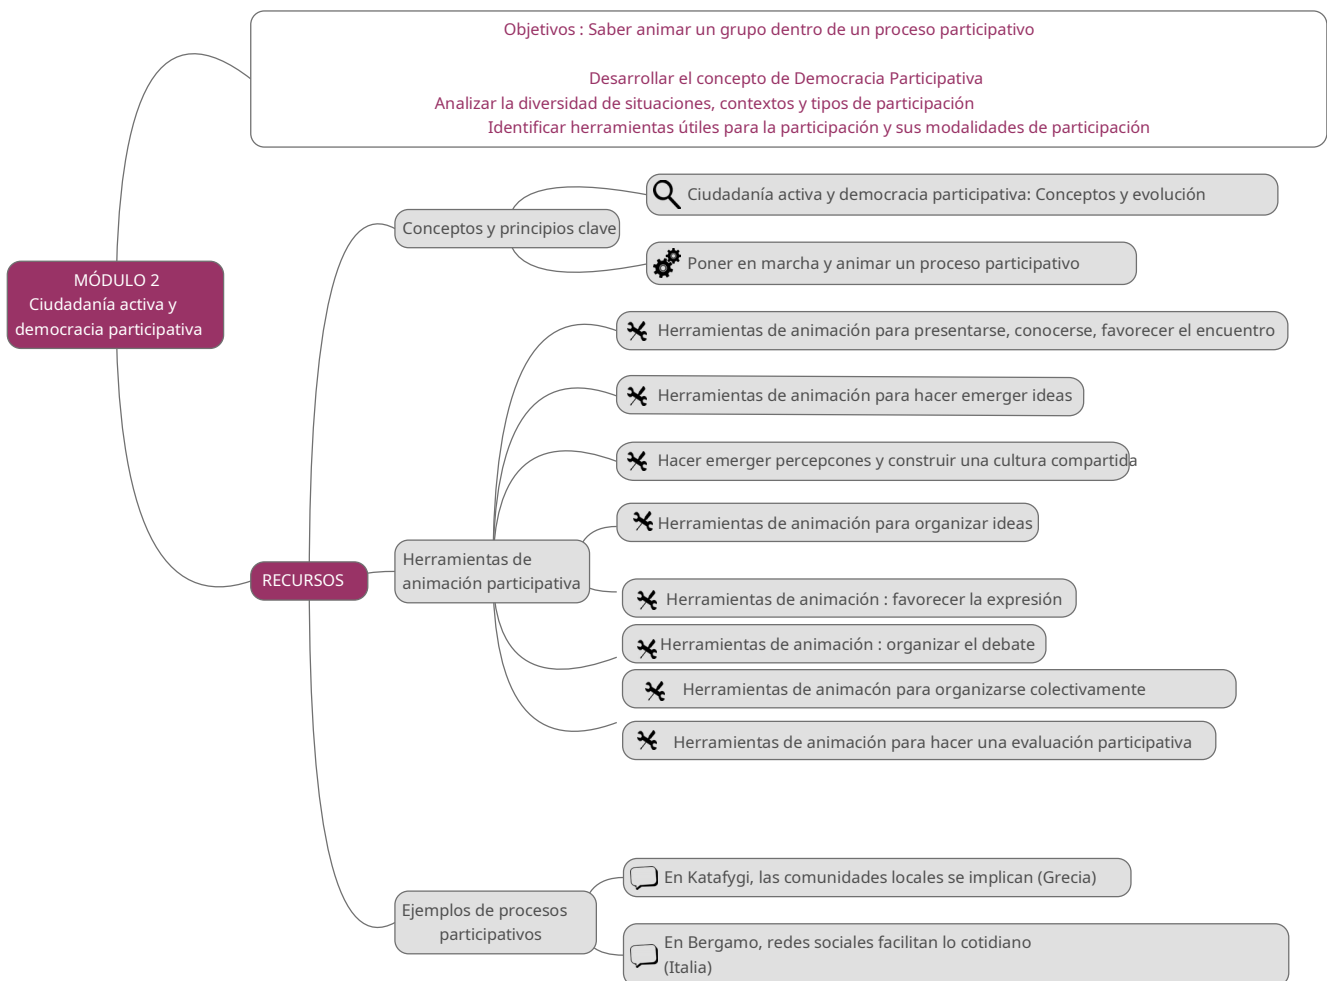 Objetivos : Saber animar un grupo dentro de un proceso participativo
Desarrollar el concepto de Democracia Participativa
Analizar la diversidad de situaciones, contextos y tipos de participación
Identificar herramientas útiles para la participación y sus modalidades de participación
MÓDULO 2
Ciudadanía activa y
democracia participativa
RECURSOS
Conceptos y principios clave
Ciudadanía activa y democracia participativa: Conceptos y evolución
Poner en marcha y animar un proceso participativo
Herramientas de
animación participativa
Herramientas de animación para presentarse, conocerse, favorecer el encuentro
Herramientas de animación para hacer emerger ideas
Hacer emerger percepcones y construir una cultura compartida
Herramientas de animación para organizar ideas
Herramientas de animación : favorecer la expresión
Herramientas de animación : organizar el debate
Herramientas de animacón para organizarse colectivamente
Herramientas de animación para hacer una evaluación participativa
Ejemplos de procesos
participativos
En Katafygi, las comunidades locales se implican (Grecia)
En Bergamo, redes sociales facilitan lo cotidiano
(Italia)